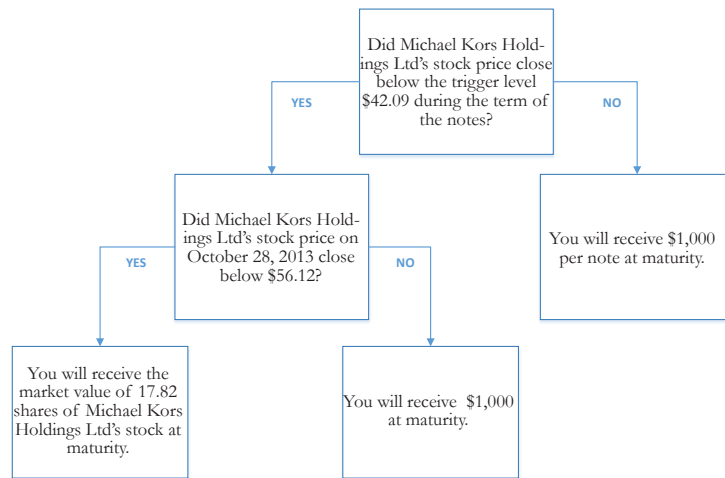 Did Michael Kors Hold-
ings Ltd's stock price close
below the trigger level
$42.09 during the term of
the notes?
YES
NO
Did Michael Kors Hold-
ings Ltd's stock price on
October 28, 2013 close
below $56.12?
You will receive $1,000
per note at maturity.
YES
NO
You will receive the
market value of 17.82
shares of Michael Kors
Holdings Ltd's stock at
maturity.
You will receive $1,000
at maturity.